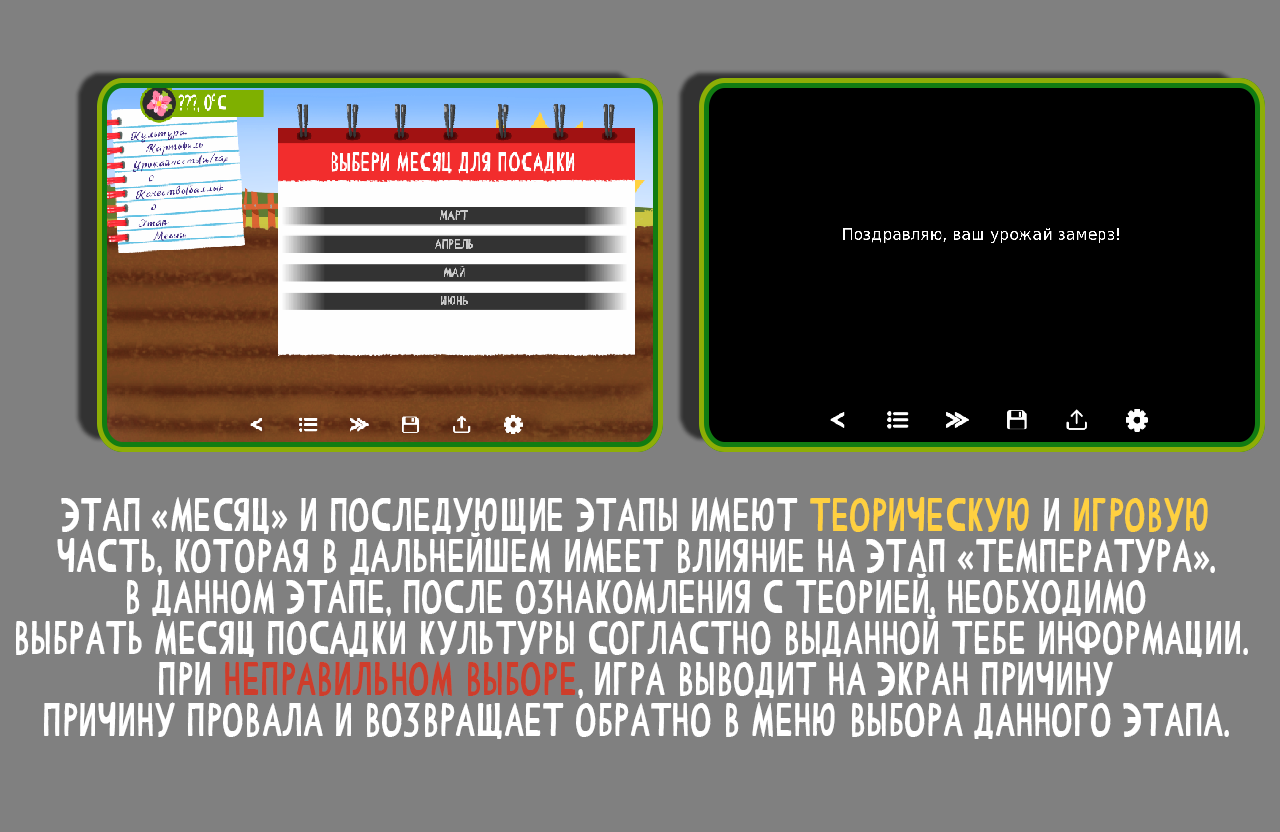 ???, 0°C
Культура
Картофель
Урожайность/га
0
Качество
0
Этап
Месяц
ВЫБЕРИ МЕСЯЦ ДЛЯ ПОСАДКИ
МАРТ
АПРЕЛЬ
МАЙ
ИЮНЬ
Поздравляю, ваш урожай замерз!
ЭТАП «МЕСЯЦ» И ПОСЛЕДУЮЩИЕ ЭТАПЫ ИМЕЮТ ТЕОРИЧЕСКУЮ И ИГРОВУЮ
ЧАСТЬ, КОТОРАЯ В ДАЛЬНЕЙШЕМ ИМЕЕТ ВЛИЯНИЕ НА ЭТАП «ТЕМПЕРАТУРА».
В ДАННОМ ЭТАПЕ, ПОСЛЕ ОЗНАКОМЛЕНИЯ С ТЕОРИЕЙ, НЕОБХОДИМО
ВЫБРАТЬ МЕСЯЦ ПОСАДКИ КУЛЬТУРЫ СОГЛАСТНО ВЫДАННОЙ ТЕБЕ ИНФОРМАЦИИ.
ПРИ НЕПРАВИЛЬНОМ ВЫБОРЕ, ИГРА ВЫВОДИТ НА ЭКРАН ПРИЧИНУ
ПРИЧИНУ ПРОВАЛА И ВОЗВРАЩАЕТ ОБРАТНО В МЕНЮ ВЫБОРА ДАННОГО ЭТАПА.